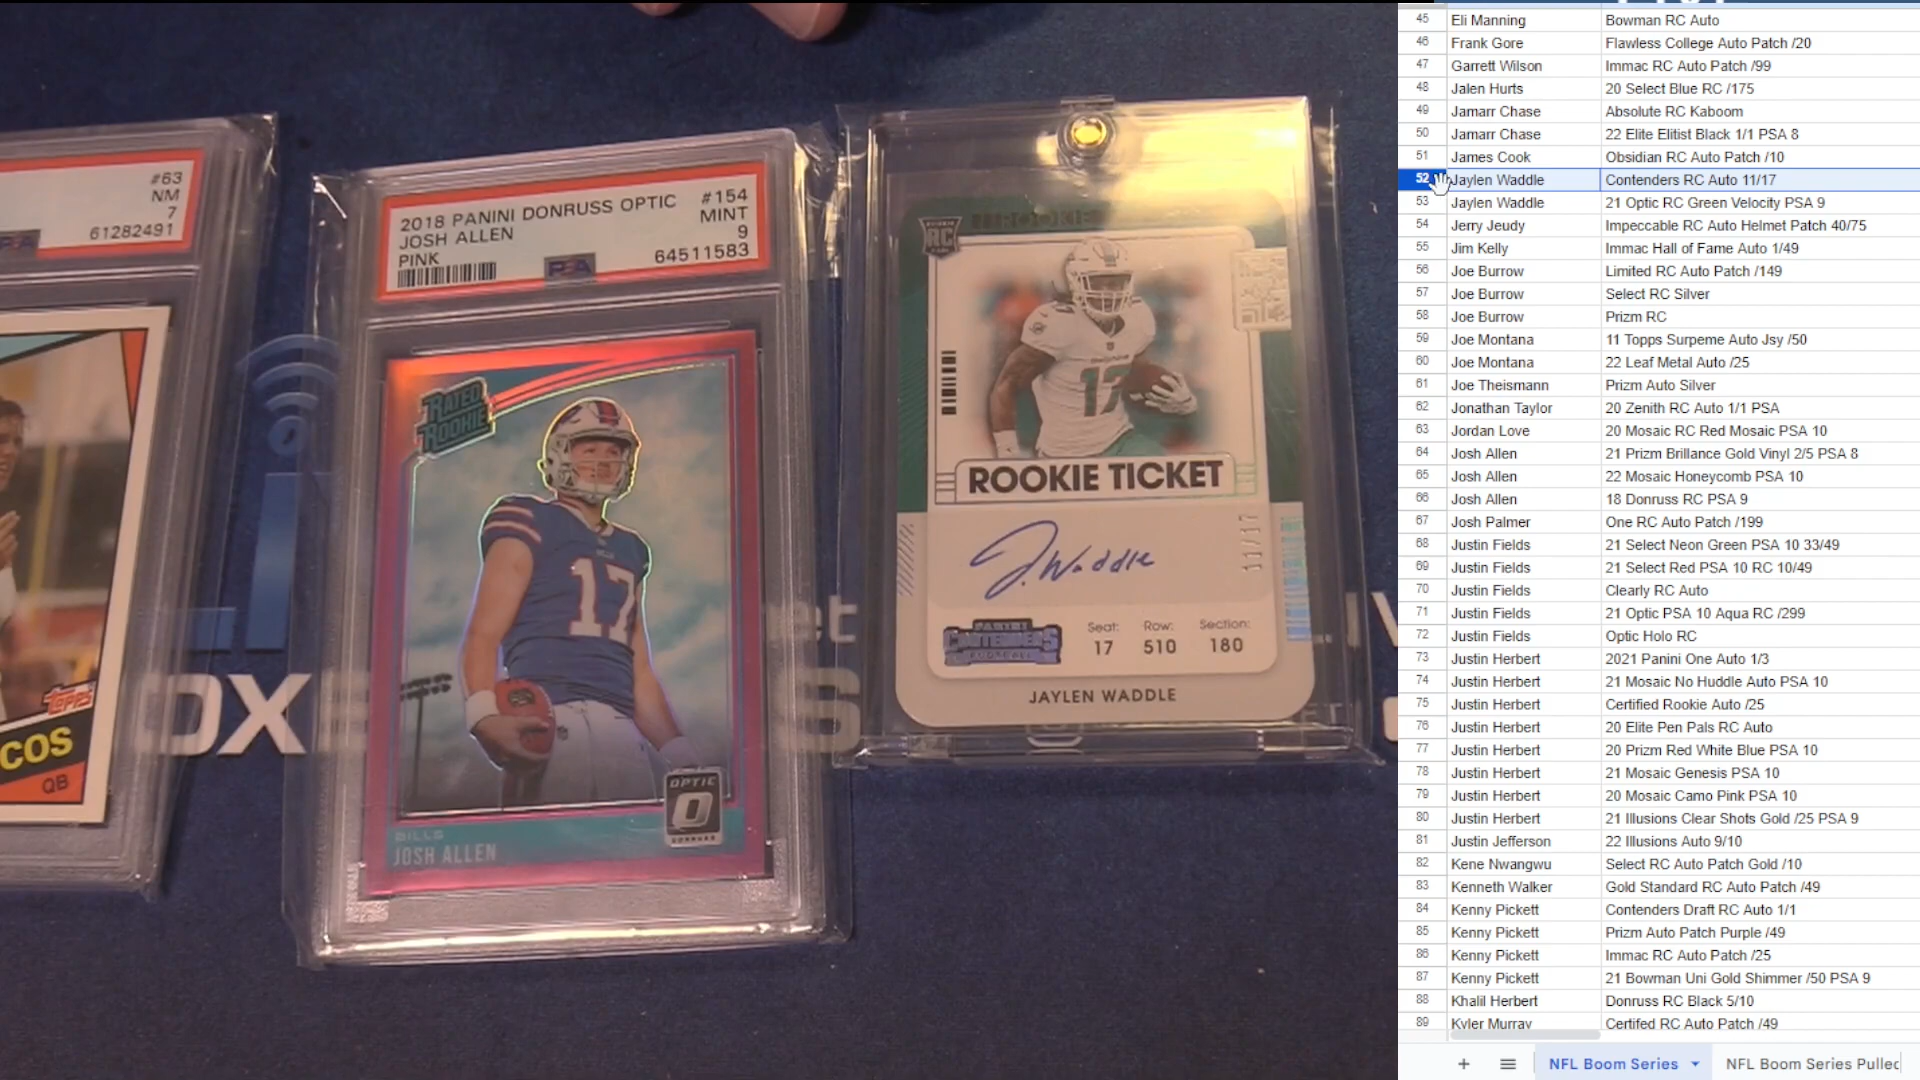 #63
NM
7
PSA
61282491
Topps
COS
QB
2018 PANINI DONRUSS OPTIC #154
JOSH ALLEN MINT
PINK 9
PSA 64511583
RATED
ROOKIE
17
OPTIC
O
DONRUSS
BILLS
JOSH ALLEN
RC
17
ROOKIE TICKET
11/17
J. Waddle
PANINI
CONTENDERS
FOOTBALL
Seat: Row: Section:
17 510 180
JAYLEN WADDLE
45 Eli Manning Bowman RC Auto
46 Frank Gore Flawless College Auto Patch /20
47 Garrett Wilson Immac RC Auto Patch /99
48 Jalen Hurts 20 Select Blue RC /175
49 Jamarr Chase Absolute RC Kaboom
50 Jamarr Chase 22 Elite Elitist Black 1/1 PSA 8
51 James Cook Obsidian RC Auto Patch /10
52 Jaylen Waddle Contenders RC Auto 11/17
53 Jaylen Waddle 21 Optic RC Green Velocity PSA 9
54 Jerry Jeudy Impeccable RC Auto Helmet Patch 40/75
55 Jim Kelly Immac Hall of Fame Auto 1/49
56 Joe Burrow Limited RC Auto Patch /149
57 Joe Burrow Select RC Silver
58 Joe Burrow Prizm RC
59 Joe Montana 11 Topps Surpeme Auto Jsy /50
60 Joe Montana 22 Leaf Metal Auto /25
61 Joe Theismann Prizm Auto Silver
62 Jonathan Taylor 20 Zenith RC Auto 1/1 PSA
63 Jordan Love 20 Mosaic RC Red Mosaic PSA 10
64 Josh Allen 21 Prizm Brillance Gold Vinyl 2/5 PSA 8
65 Josh Allen 22 Mosaic Honeycomb PSA 10
66 Josh Allen 18 Donruss RC PSA 9
67 Josh Palmer One RC Auto Patch /199
68 Justin Fields 21 Select Neon Green PSA 10 33/49
69 Justin Fields 21 Select Red PSA 10 RC 10/49
70 Justin Fields Clearly RC Auto
71 Justin Fields 21 Optic PSA 10 Aqua RC /299
72 Justin Fields Optic Holo RC
73 Justin Herbert 2021 Panini One Auto 1/3
74 Justin Herbert 21 Mosaic No Huddle Auto PSA 10
75 Justin Herbert Certified Rookie Auto /25
76 Justin Herbert 20 Elite Pen Pals RC Auto
77 Justin Herbert 20 Prizm Red White Blue PSA 10
78 Justin Herbert 21 Mosaic Genesis PSA 10
79 Justin Herbert 20 Mosaic Camo Pink PSA 10
80 Justin Herbert 21 Illusions Clear Shots Gold /25 PSA 9
81 Justin Jefferson 22 Illusions Auto 9/10
82 Kene Nwangwu Select RC Auto Patch Gold /10
83 Kenneth Walker Gold Standard RC Auto Patch /49
84 Kenny Pickett Contenders Draft RC Auto 1/1
85 Kenny Pickett Prizm Auto Patch Purple /49
86 Kenny Pickett Immac RC Auto Patch /25
87 Kenny Pickett 21 Bowman Uni Gold Shimmer /50 PSA 9
88 Khalil Herbert Donruss RC Black 5/10
89 Kyler Murray Certifed RC Auto Patch /49
NFL Boom Series NFL Boom Series Pulled